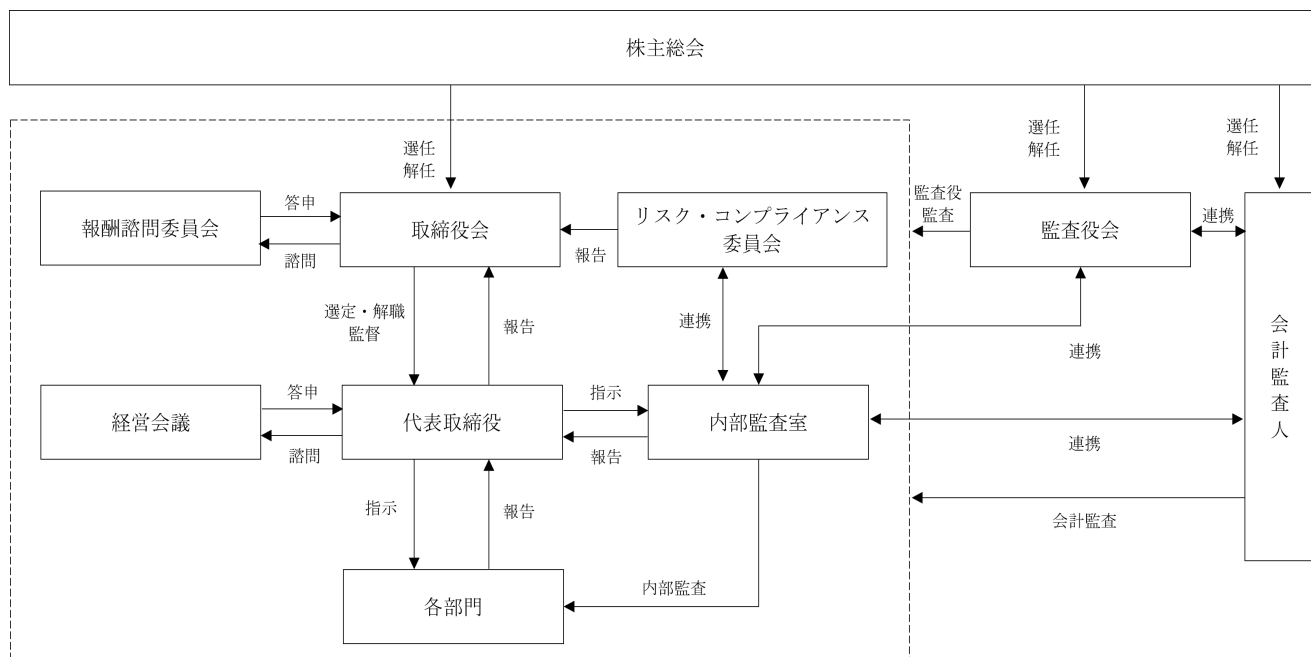 株主総会
選任
解任
選任
解任
選任
解任
報酬諮問委員会
答申
諮問
取締役会
報告
リスク・コンプライアンス
委員会
監査役
監査
監査役会
連携
選定・解職
監督
報告
連携
連携
会計監査人
経営会議
答申
諮問
代表取締役
指示
報告
内部監査室
連携
指示
報告
会計監査
各部門
内部監査